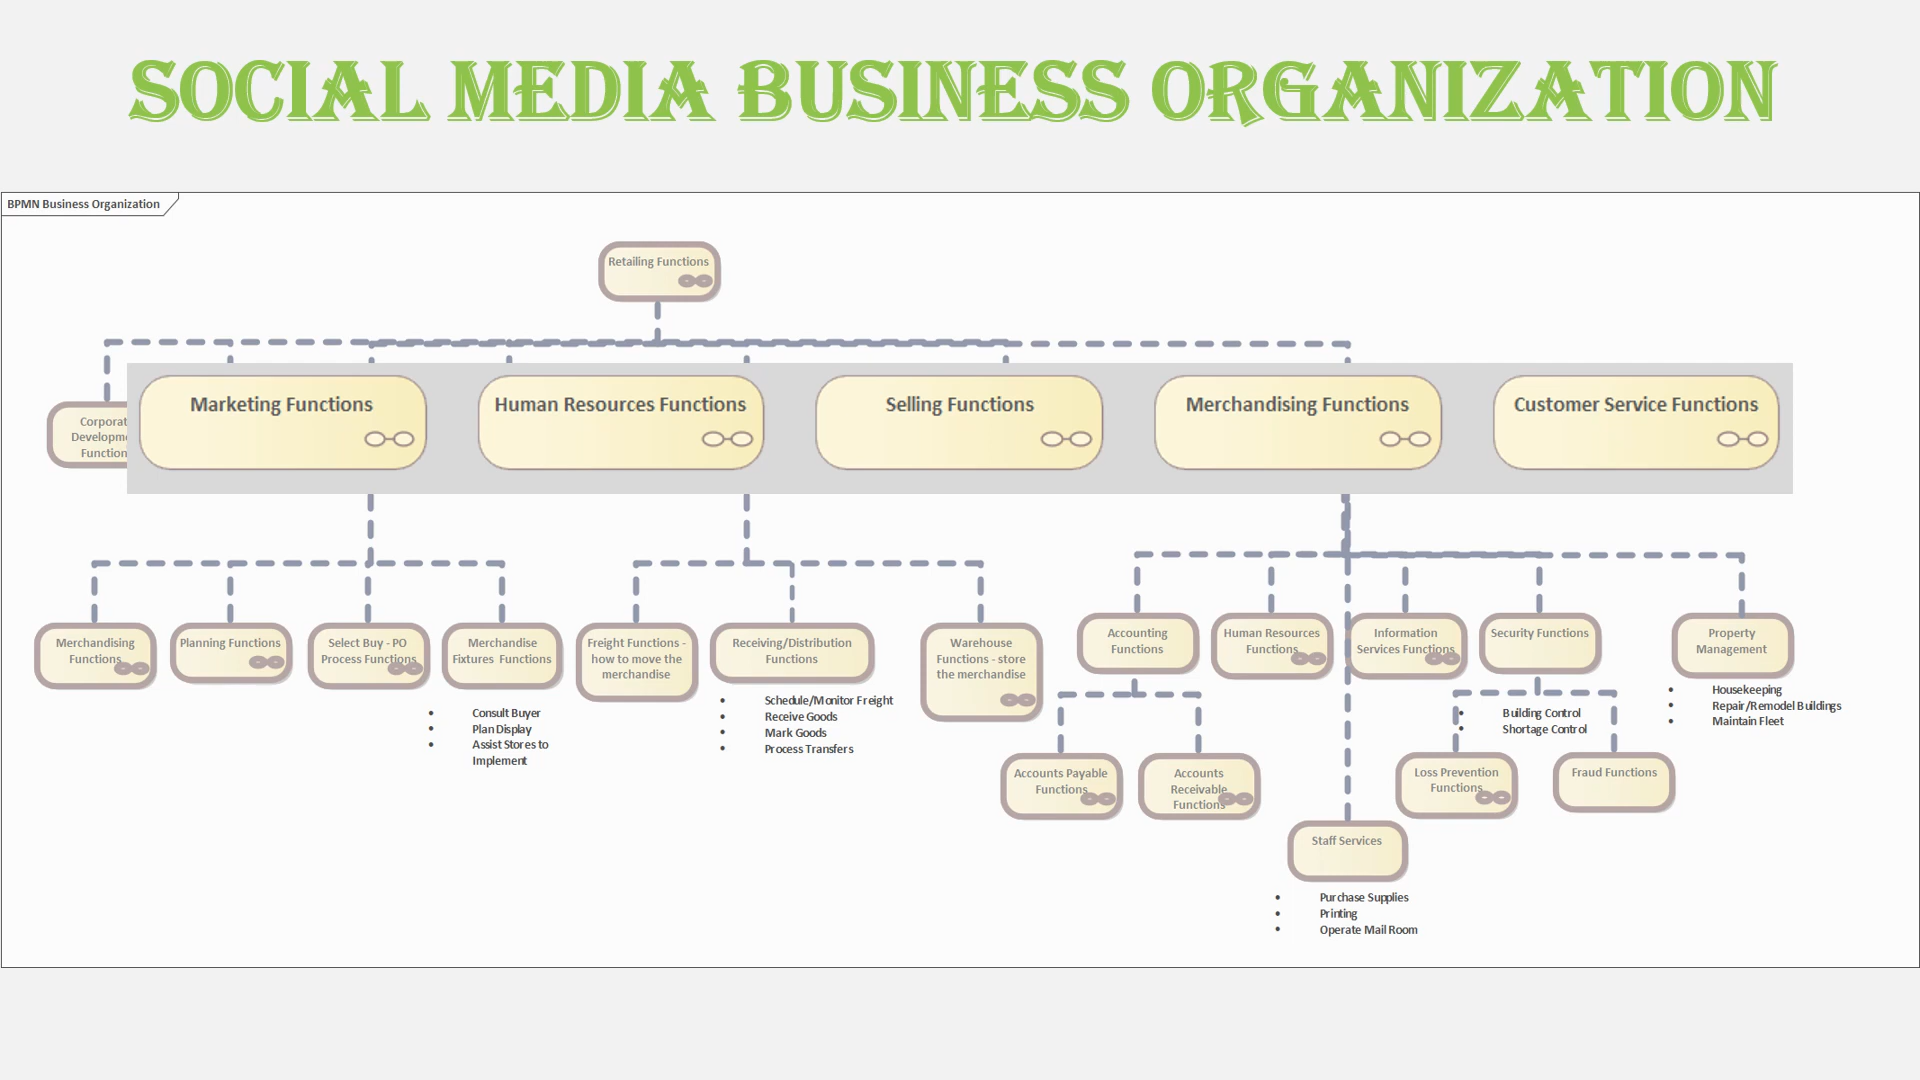 SOCIAL MEDIA BUSINESS ORGANIZATION
BPMN Business Organization
Retailing Functions
Marketing Functions
Human Resources Functions
Selling Functions
Merchandising Functions
Customer Service Functions
Merchandising
Functions
Planning Functions
Select Buy - PO
Process Functions
Merchandise
Fixtures Functions
• Consult Buyer
• Plan Display
• Assist Stores to
Implement
Freight Functions -
how to move the
merchandise
Receiving/Distribution
Functions
• Schedule/Monitor Freight
• Receive Goods
• Mark Goods
• Process Transfers
Warehouse
Functions - store
the merchandise
Accounting
Functions
Human Resources
Functions
Information
Services Functions
Security Functions
Property
Management
• Building Control
• Shortage Control
• Housekeeping
• Repair/Remodel Buildings
• Maintain Fleet
Accounts Payable
Functions
Accounts
Receivable
Functions
Loss Prevention
Functions
Fraud Functions
Staff Services
• Purchase Supplies
• Printing
• Operate Mail Room